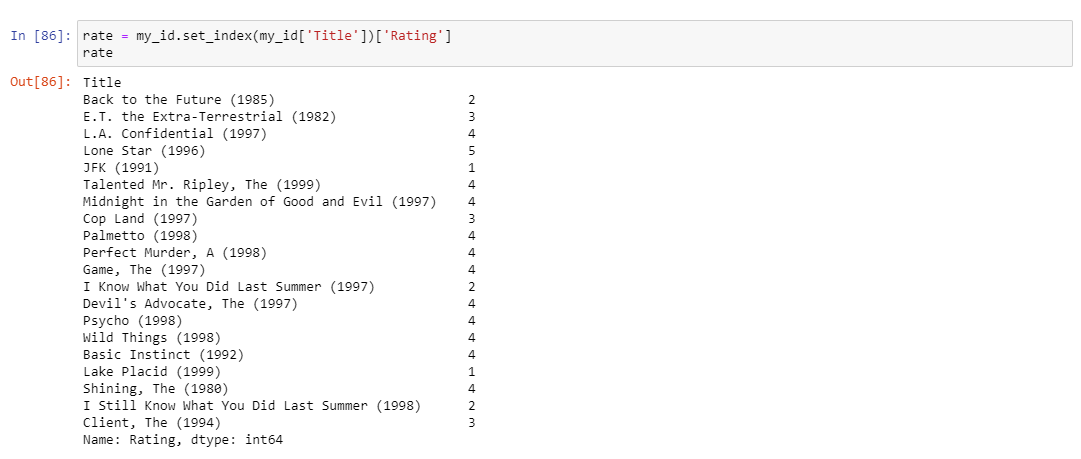 In [86]: rate = my_id.set_index(my_id['Title'])['Rating']
rate
Out[86]: Title
Back to the Future (1985) 2
E.T. the Extra-Terrestrial (1982) 3
L.A. Confidential (1997) 4
Lone Star (1996) 5
JFK (1991) 1
Talented Mr. Ripley, The (1999) 4
Midnight in the Garden of Good and Evil (1997) 4
Cop Land (1997) 3
Palmetto (1998) 4
Perfect Murder, A (1998) 4
Game, The (1997) 4
I Know What You Did Last Summer (1997) 2
Devil's Advocate, The (1997) 4
Psycho (1998) 4
Wild Things (1998) 4
Basic Instinct (1992) 4
Lake Placid (1999) 1
Shining, The (1980) 4
I Still Know What You Did Last Summer (1998) 2
Client, The (1994) 3
Name: Rating, dtype: int64